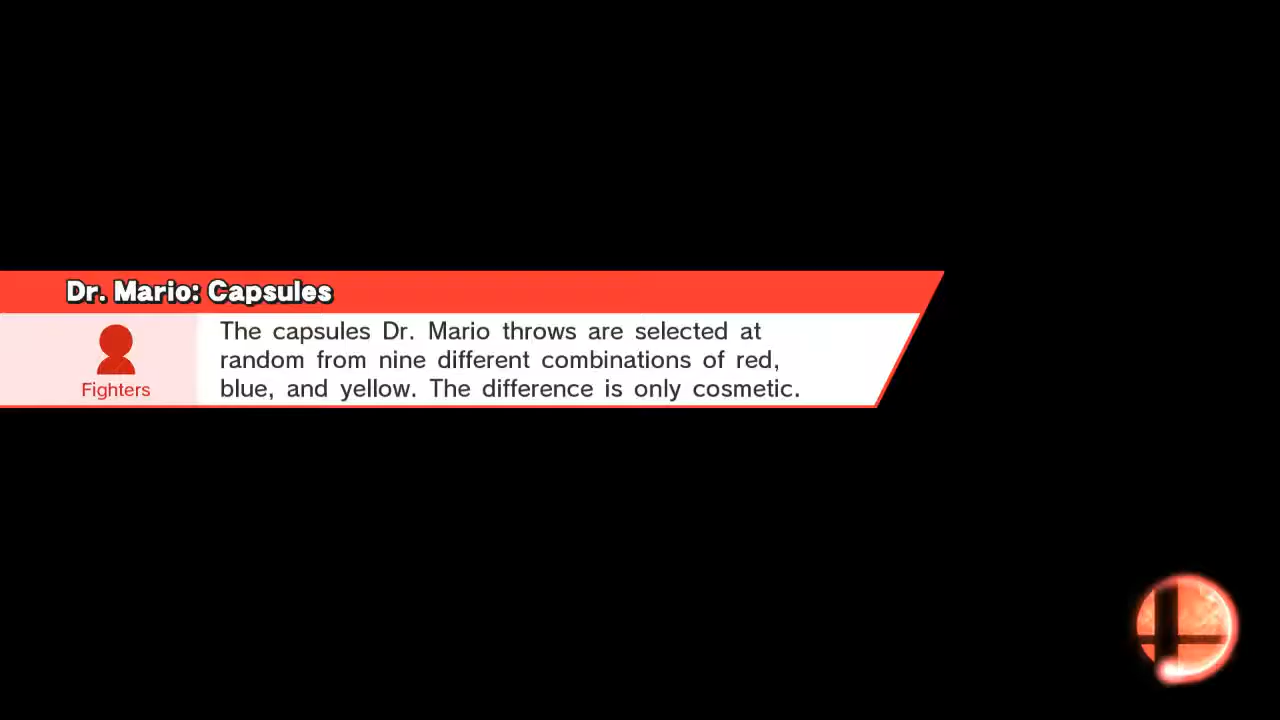 Dr. Mario: Capsules
The capsules Dr. Mario throws are selected at
random from nine different combinations of red,
blue, and yellow. The difference is only cosmetic.
Fighters